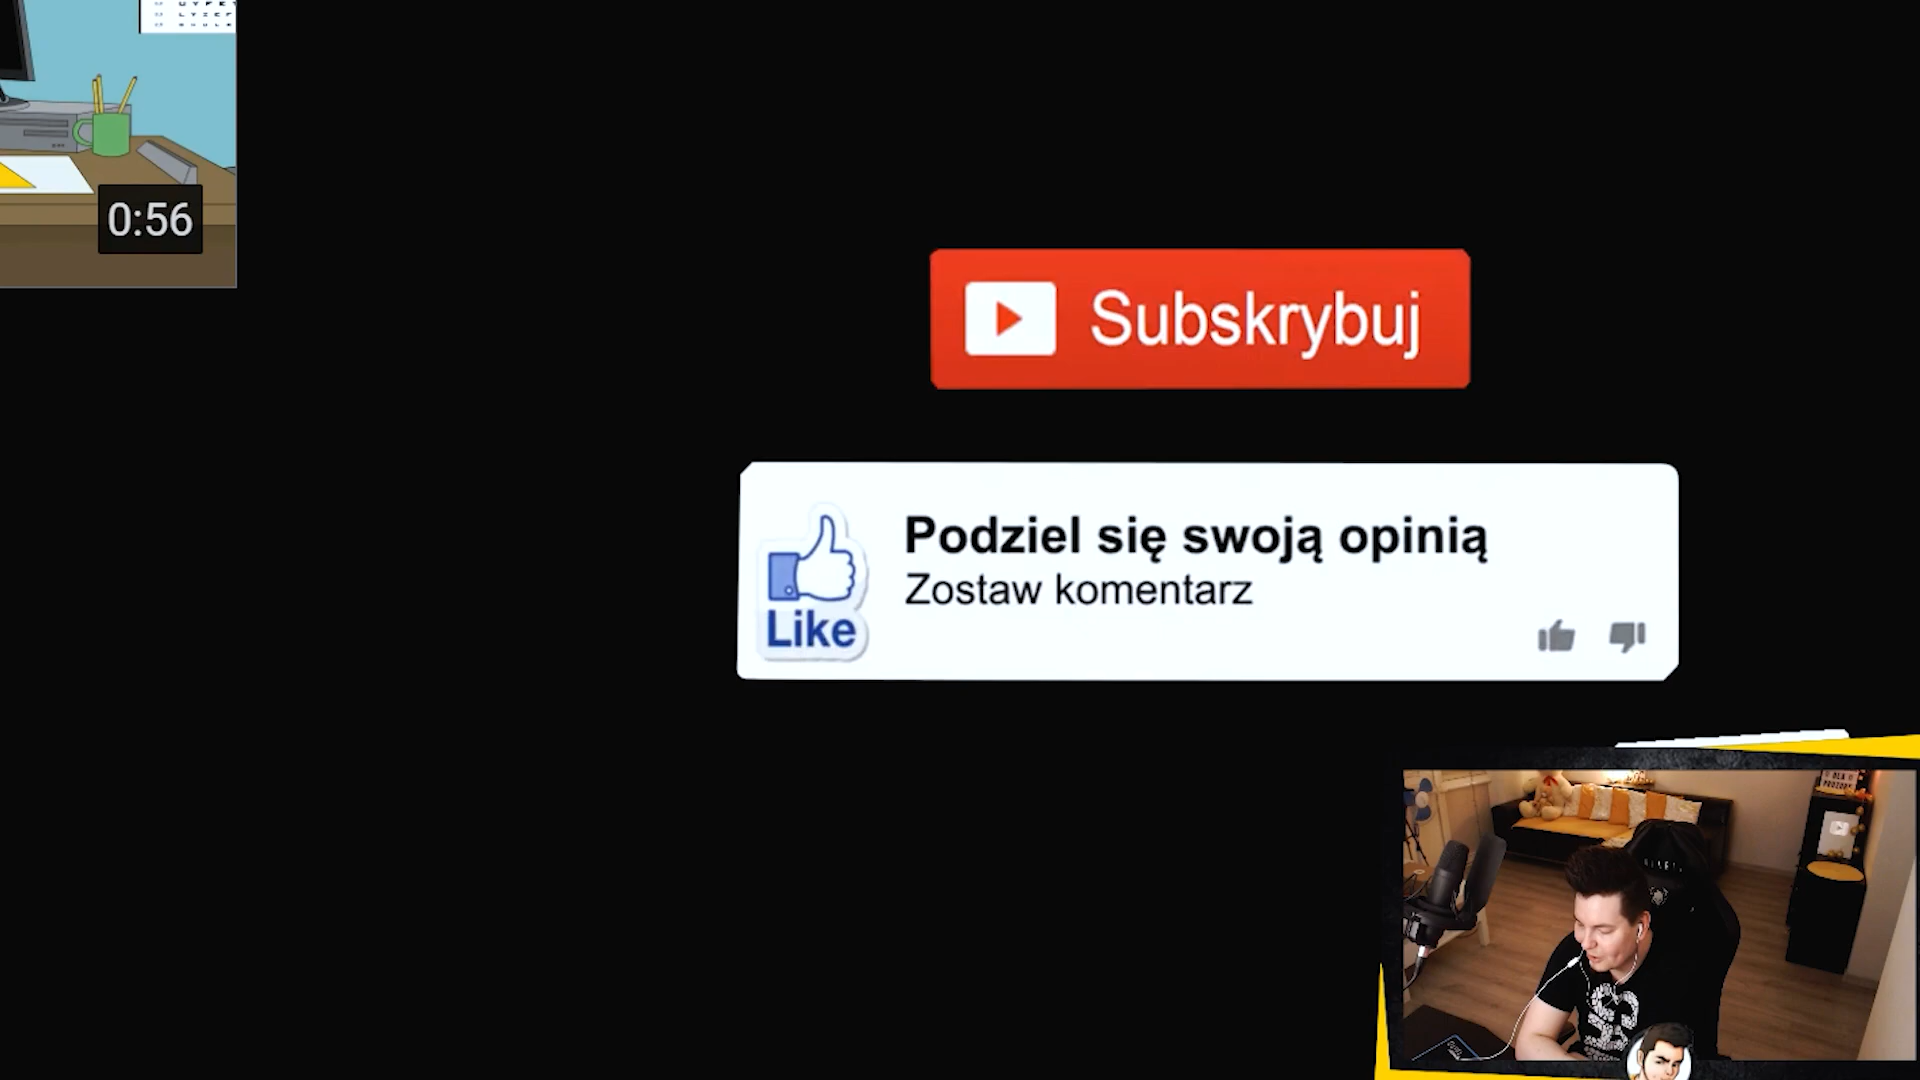 0:56
Subskrybuj
Podziel się swoją opinią
Zostaw komentarz
Like